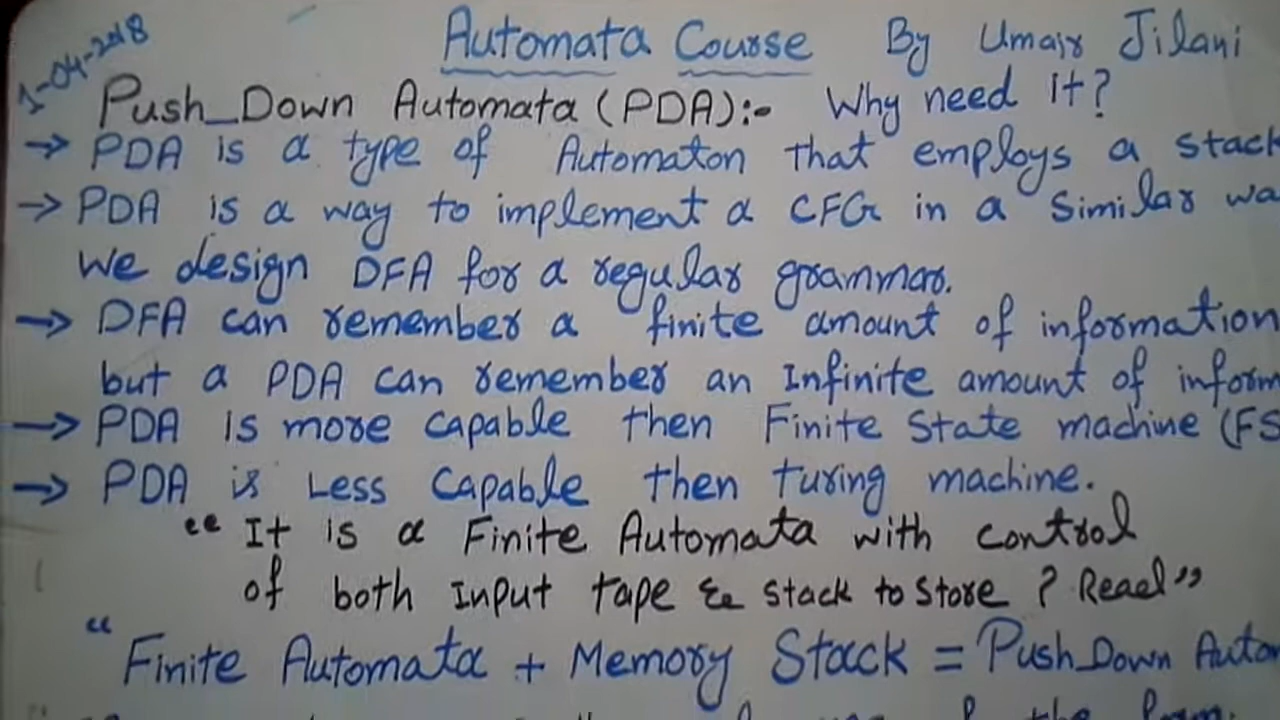 Automata Course By Umair Jilani
1-04-2018
Push_Down Automata (PDA):- Why need it?
→ PDA is a type of Automaton that employs a stack
→ PDA is a way to implement a CFG in a similar wa
we design DFA for a regular grammar.
→ DFA can remember a finite amount of information
but a PDA can remember an Infinite amount of inform
→ PDA is more capable then Finite State machine (FS
→ PDA is Less Capable then turing machine.
“ It is a Finite Automata with control
of both Input tape & stack to store ? Read”
“ Finite Automata + Memory Stack = Push_Down Autom